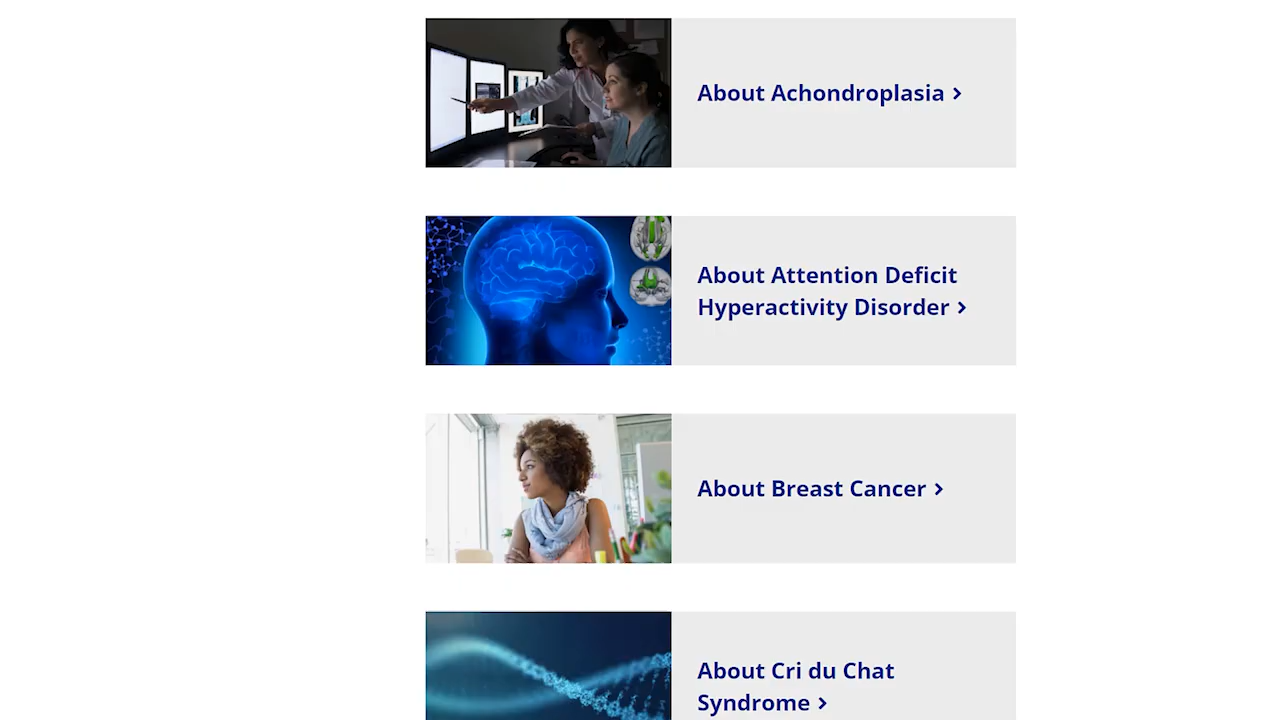 About Achondroplasia
About Attention Deficit
Hyperactivity Disorder
About Breast Cancer
About Cri du Chat
Syndrome